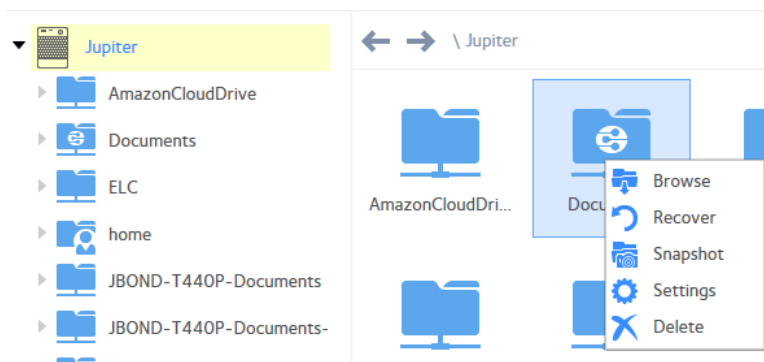 Jupiter
AmazonCloudDrive
Documents
ELC
home
JBOND-T440P-Documents
JBOND-T440P-Documents-
\ Jupiter
AmazonCloudDri...
Docu
Browse
Recover
Snapshot
Settings
Delete